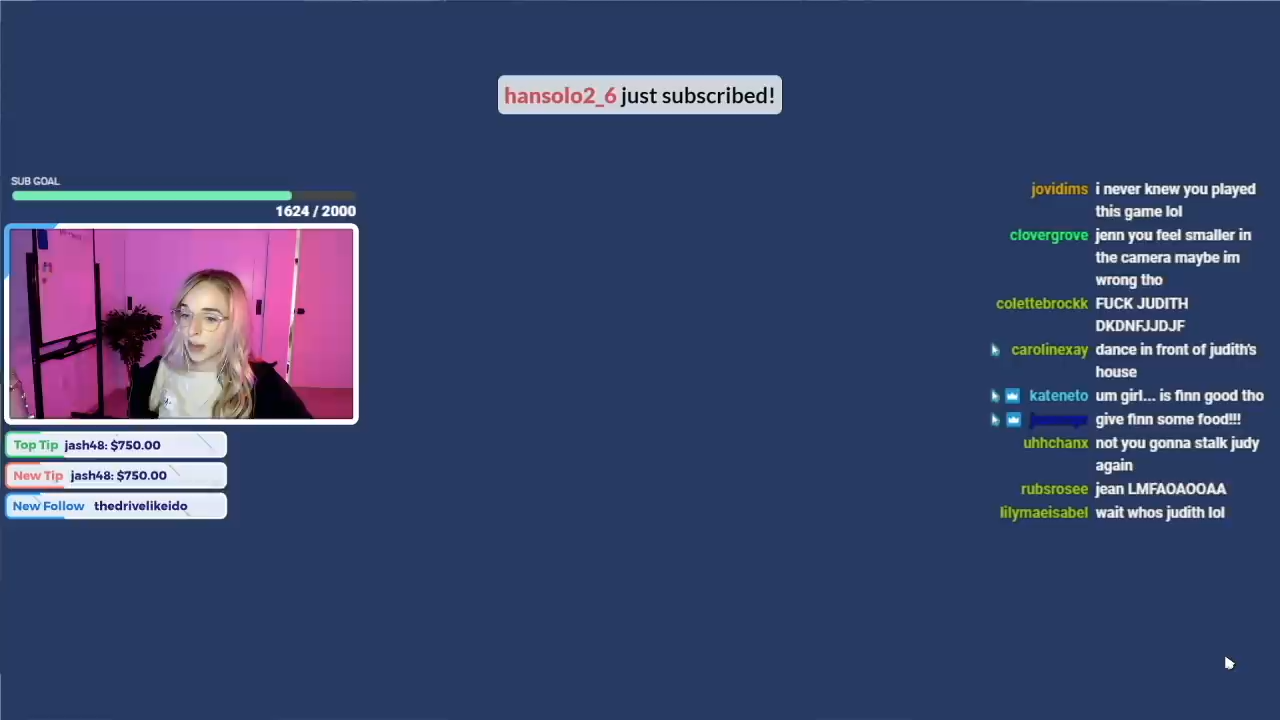 hansolo2_6 just subscribed!
SUB GOAL
1624 / 2000
Top Tip jash48: $750.00
New Tip jash48: $750.00
New Follow thedrivelikeido
jovidims i never knew you played
this game lol
clovergrove jenn you feel smaller in
the camera maybe im
wrong tho
colettebrockk FUCK JUDITH
DKDNFJJDJF
carolinexay dance in front of judith's
house
kateneto um girl... is finn good tho
give finn some food!!!
uhhchanx not you gonna stalk judy
again
rubsrosee jean LMFAOAOOAA
lilymaeisabel wait whos judith lol